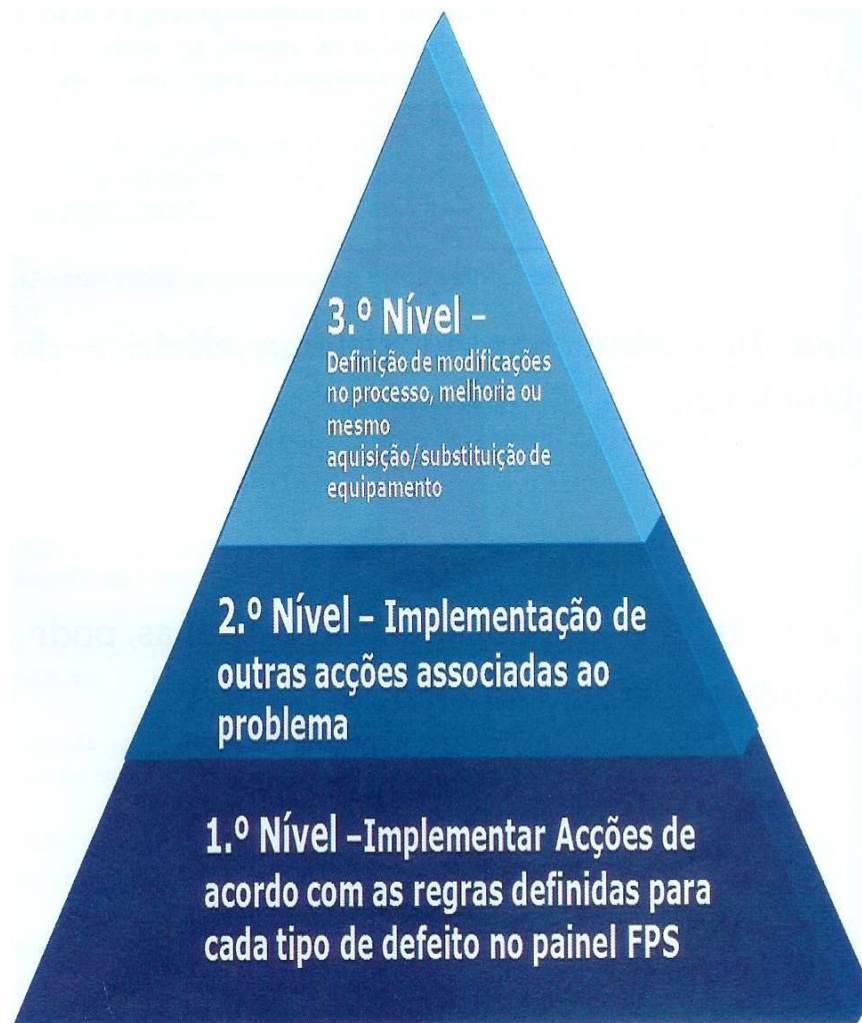 3.º Nível –
Definição de modificações
no processo, melhoria ou
mesmo
aquisição/substituição de
equipamento
2.º Nível – Implementação de
outras acções associadas ao
problema
1.º Nível –Implementar Acções de
acordo com as regras definidas para
cada tipo de defeito no painel FPS